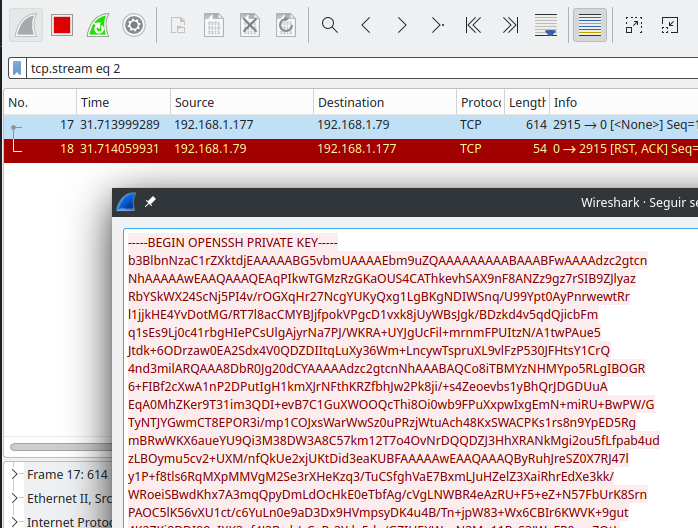 tcp.stream eq 2
No. Time Source Destination Protocc Length Info
17 31.713999289 192.168.1.177 192.168.1.79 TCP 614 2915 → 0 [<None>] Seq=1
18 31.714059931 192.168.1.79 192.168.1.177 TCP 54 0 → 2915 [RST, ACK] Seq=
Wireshark · Seguir se
-----BEGIN OPENSSH PRIVATE KEY-----
b3BlbnNzaC1rZXktdjEAAAAABG5vbmUAAAAEbm9uZQAAAAAAAAABAAABFwAAAAdzc2gtcn
NhAAAAAwEAAQAAAQEAqPIkwTGMzRzGKaOUS4CAThkevhSAX9nF8ANZz9gz7rSIB9ZJlyaz
RbYSkWX24ScNj5PI4v/rOGXqHr27NcgYUKyQxg1LgBKgNDIWSnq/U99Ypt0AyPnrwewtRr
l1jjkHE4YvDotMG/RT7l8acCMYBJjfpokVPgcD1vxk8jUyWBsJgk/BDzkd4v5qdQjicbFm
q1sEs9Lj0c41rbgHIePCsUlgAjyrNa7PJ/WKRA+UYJgUcFil+mrnmFPUItzN/A1twPAue5
Jtdk+6ODrzaw0EA2Sdx4V0QDZDIItqLuXy36Wm+LncywTspruXL9vlFzP530JFHtsY1CrQ
4nd3milARQAAA8DbR0Jg20dCYAAAAAdzc2gtcnNhAAABAQCo8iTBMYzNHMYpo5RLgIBOGR
6+FIBf2cXwA1nP2DPutIgH1kmXJrNFthKRZfbhJw2Pk8ji/+s4Zeoevbs1yBhQrJDGDUuA
EqA0MhZKer9T31im3QDI+evB7C1GuXWOOQcThi8Oi0wb9FPuXxpwIxgEmN+miRU+BwPW/G
TyNTJYGwmCT8EPOR3i/mp1COJxsWarWwSz0uPRzjWtuAch48KxSWACPKs1rs8n9YpED5Rg
mBRwWKX6aueYU9Qi3M38DW3A8C57km12T7o4OvNrDQQDZJ3HhXRANkMgi2ou5fLfpab4ud
zLBOymu5cv2+UXM/nfQkUe2xjUKtDid3eaKUBFAAAAAwEAAQAAAQByRuhJreSZ0X7RJ47l
y1P+f8tls6RqMXpMMVgM2Se3rXHeKzq3/TuCSfghVaE7BxmLJuHZelZ3XaiRhrEdXe3kk/
WRoeiSBwdKhx7A3mqQpyDmLdOcHkE0eTbfAg/cVgLNWBR4eAzRU+F5+eZ+N57FbUrK8Srn
PAOC5lK56vXU1ct/c6YuLn0e9aD3Dx9HVmpsyDK4u4B/Tn+jpW83+Wx6CBIr6KWVK+9gut
Frame 17: 614
Ethernet II, Src
Internet Proto